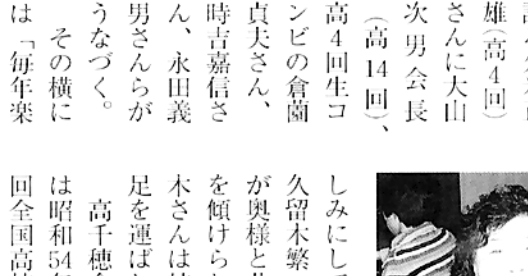 雄(高4回)
さんに大山
次男会長
(高14回)、
高4回生コ
ンビの倉薗
貞夫さん、
時吉嘉信さ
ん、永田義
男さんらが
うなづく。
その横に
は「毎年楽
しみにして
久留木繁
が奥様と
を傾けら
木さんは
足を運ば
高千穂
は昭和54
回全国高